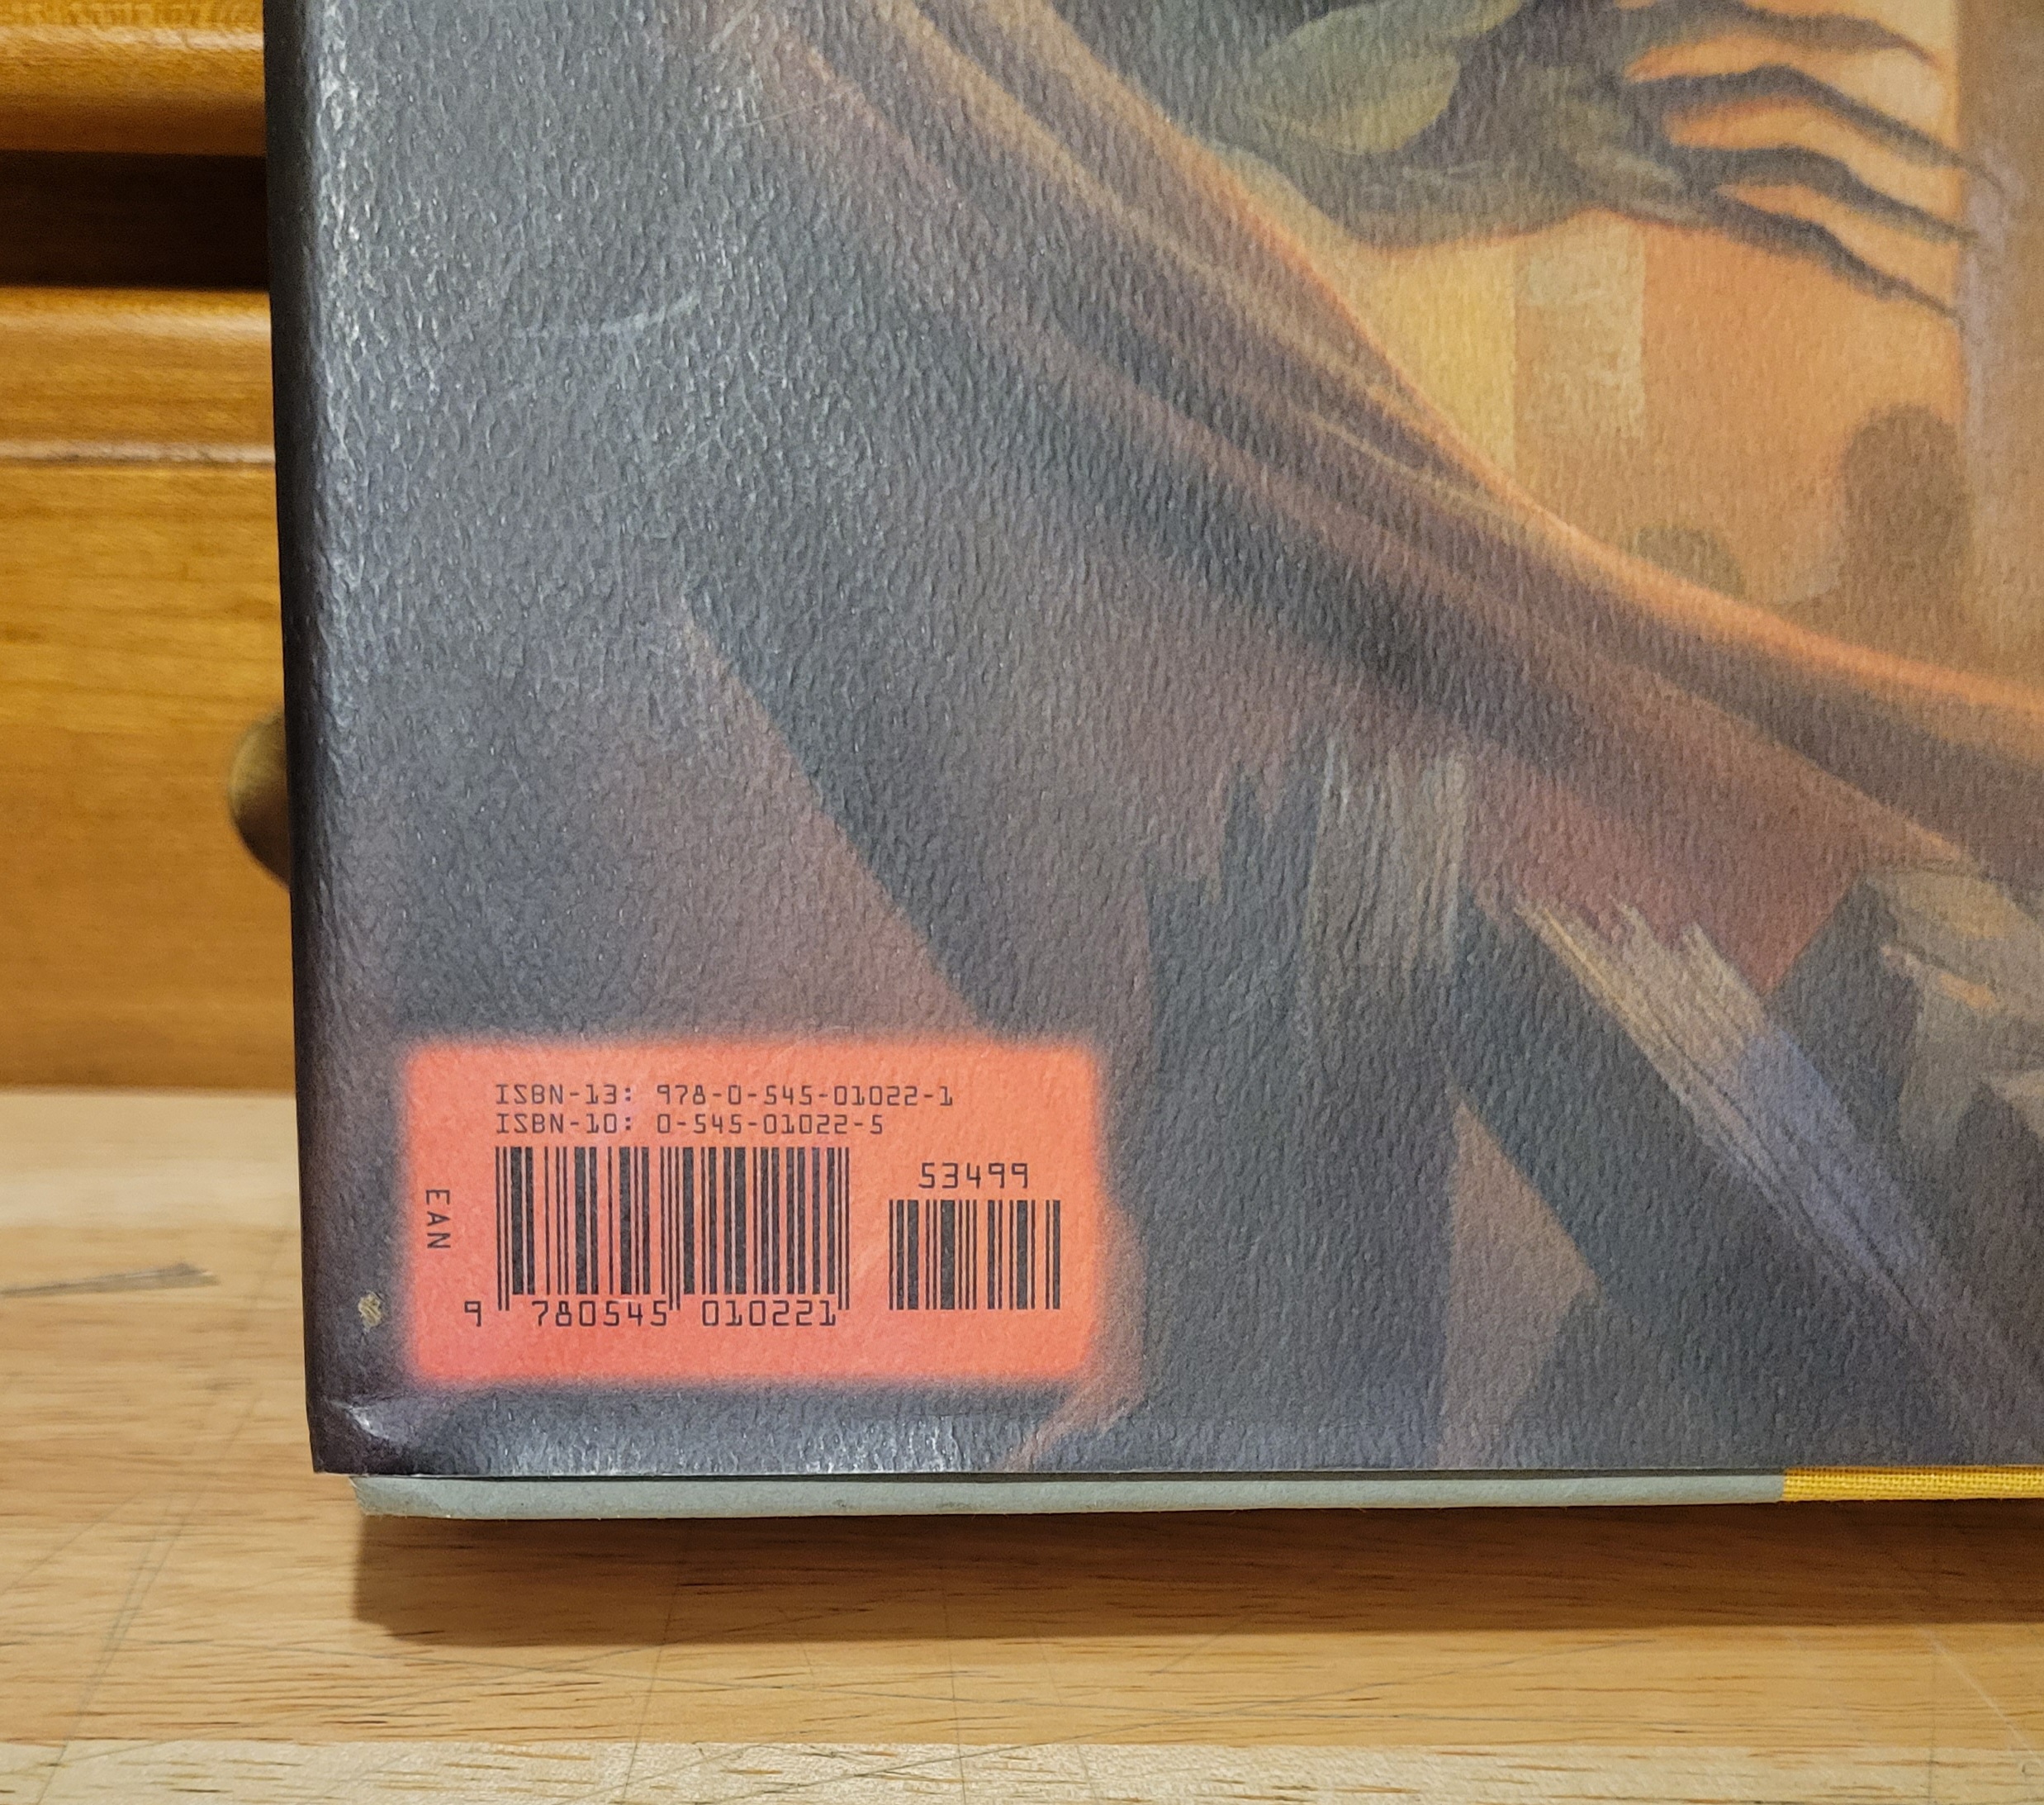 ISBN-13: 978-0-545-01022-1
ISBN-10: 0-545-01022-5
53499
EAN
9 780545 010221